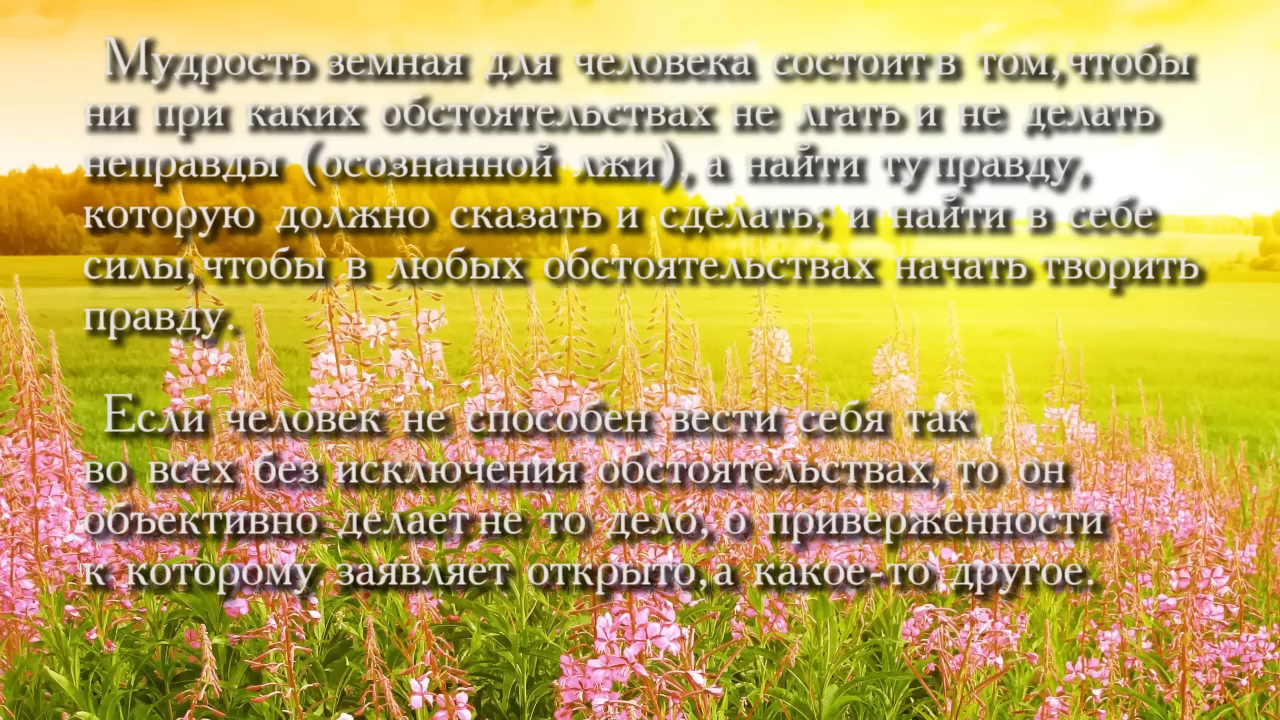 Мудрость земная для человека состоит в том, чтобы
ни при каких обстоятельствах не лгать и не делать
неправды (осознанной лжи), а найти ту правду,
которую должно сказать и сделать; и найти в себе
силы, чтобы в любых обстоятельствах начать творить
правду.
Если человек не способен вести себя так
во всех без исключения обстоятельствах, то он
объективно делает не то дело, о приверженности
к которому заявляет открыто, а какое-то другое.